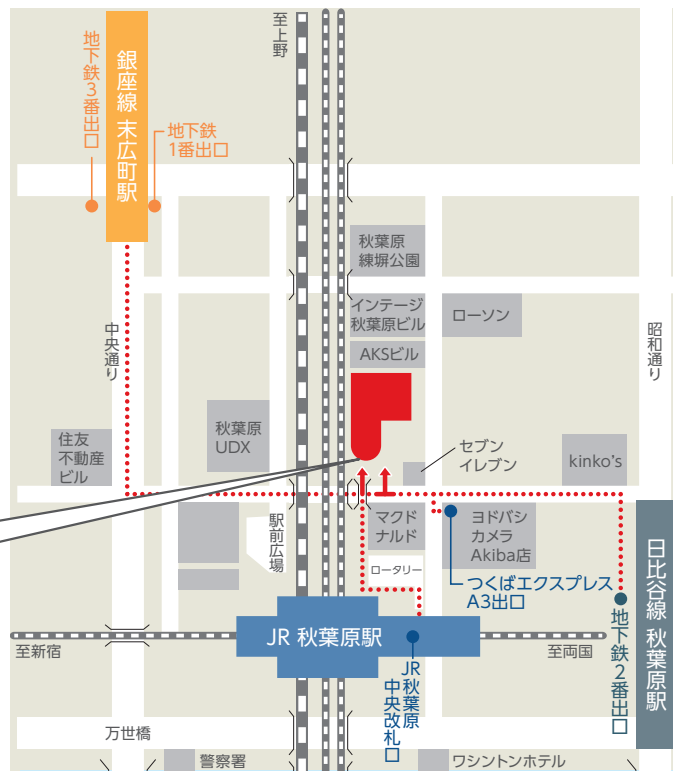 至上野
地下鉄3番出口
銀座線 末広町駅
地下鉄
1番出口
秋葉原
練塀公園
インテージ
秋葉原ビル
ローソン
AKSビル
中央通り
昭和通り
住友
不動産
ビル
秋葉原
UDX
セブン
イレブン
kinko's
駅前広場
マクド
ナルド
ヨドバシ
カメラ
Akiba店
ロータリー
つくばエクスプレス
A3出口
日比谷線 秋葉原駅
地下鉄2番出口
JR 秋葉原駅
至新宿
至両国
JR秋葉原
中央改札口
万世橋
警察署
ワシントンホテル